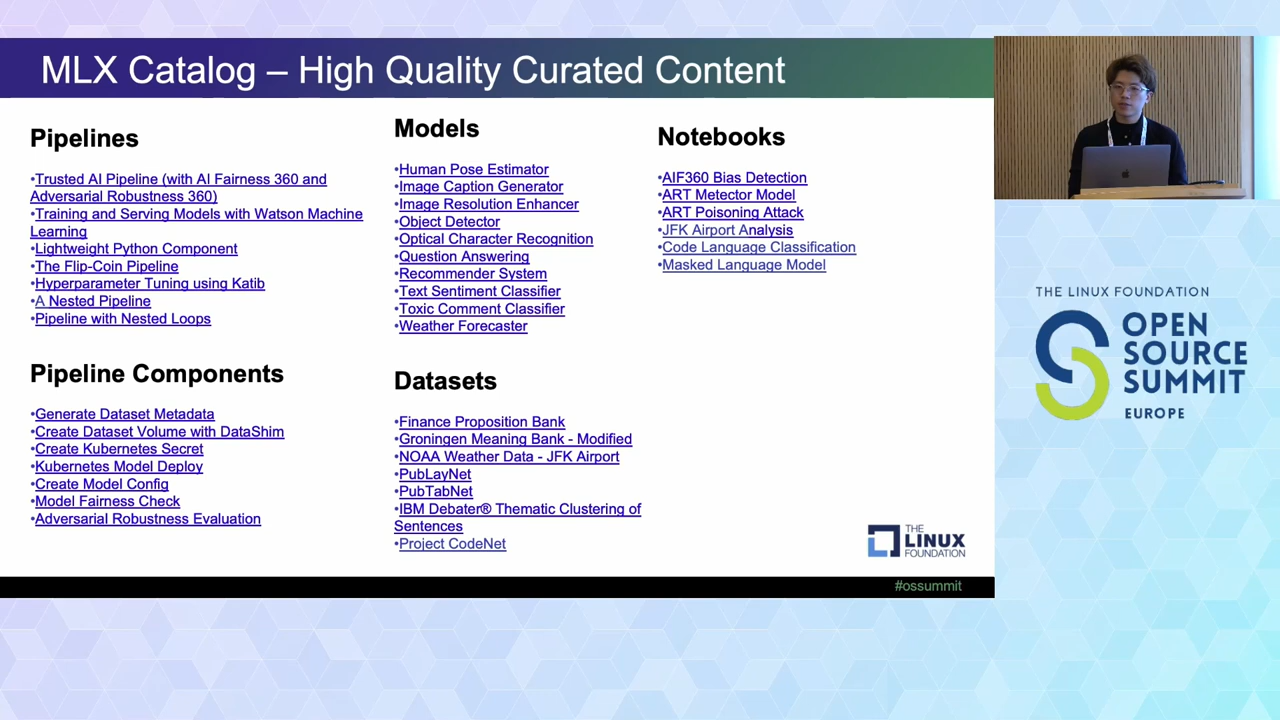 MLX Catalog – High Quality Curated Content
Pipelines
•Trusted AI Pipeline (with AI Fairness 360 and
Adversarial Robustness 360)
•Training and Serving Models with Watson Machine
Learning
•Lightweight Python Component
•The Flip-Coin Pipeline
•Hyperparameter Tuning using Katib
•A Nested Pipeline
•Pipeline with Nested Loops
Pipeline Components
•Generate Dataset Metadata
•Create Dataset Volume with DataShim
•Create Kubernetes Secret
•Kubernetes Model Deploy
•Create Model Config
•Model Fairness Check
•Adversarial Robustness Evaluation
Models
•Human Pose Estimator
•Image Caption Generator
•Image Resolution Enhancer
•Object Detector
•Optical Character Recognition
•Question Answering
•Recommender System
•Text Sentiment Classifier
•Toxic Comment Classifier
•Weather Forecaster
Datasets
•Finance Proposition Bank
•Groningen Meaning Bank - Modified
•NOAA Weather Data - JFK Airport
•PubLayNet
•PubTabNet
•IBM Debater® Thematic Clustering of
Sentences
•Project CodeNet
Notebooks
•AIF360 Bias Detection
•ART Metector Model
•ART Poisoning Attack
•JFK Airport Analysis
•Code Language Classification
•Masked Language Model
THE
LINUX
FOUNDATION
#ossummit
THE LINUX FOUNDATION
OPEN
SOURCE
SUMMIT
EUROPE